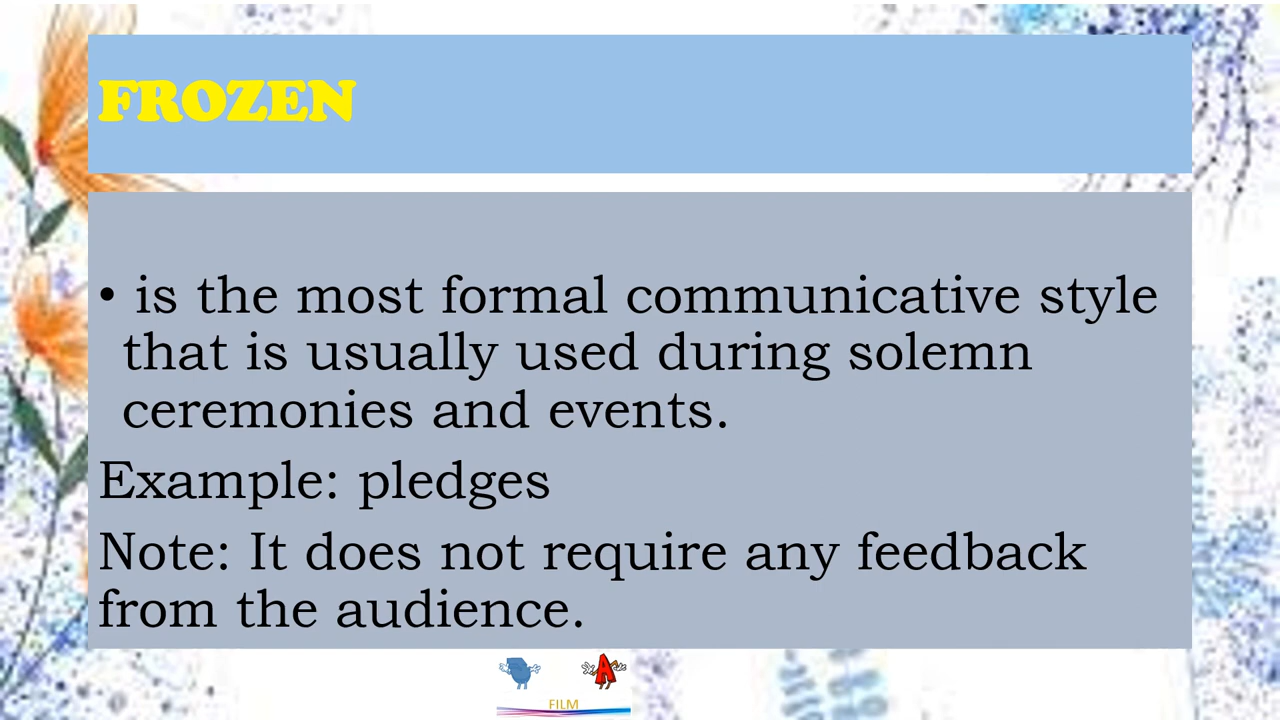 FROZEN
• is the most formal communicative style
that is usually used during solemn
ceremonies and events.
Example: pledges
Note: It does not require any feedback
from the audience.
A
FILM